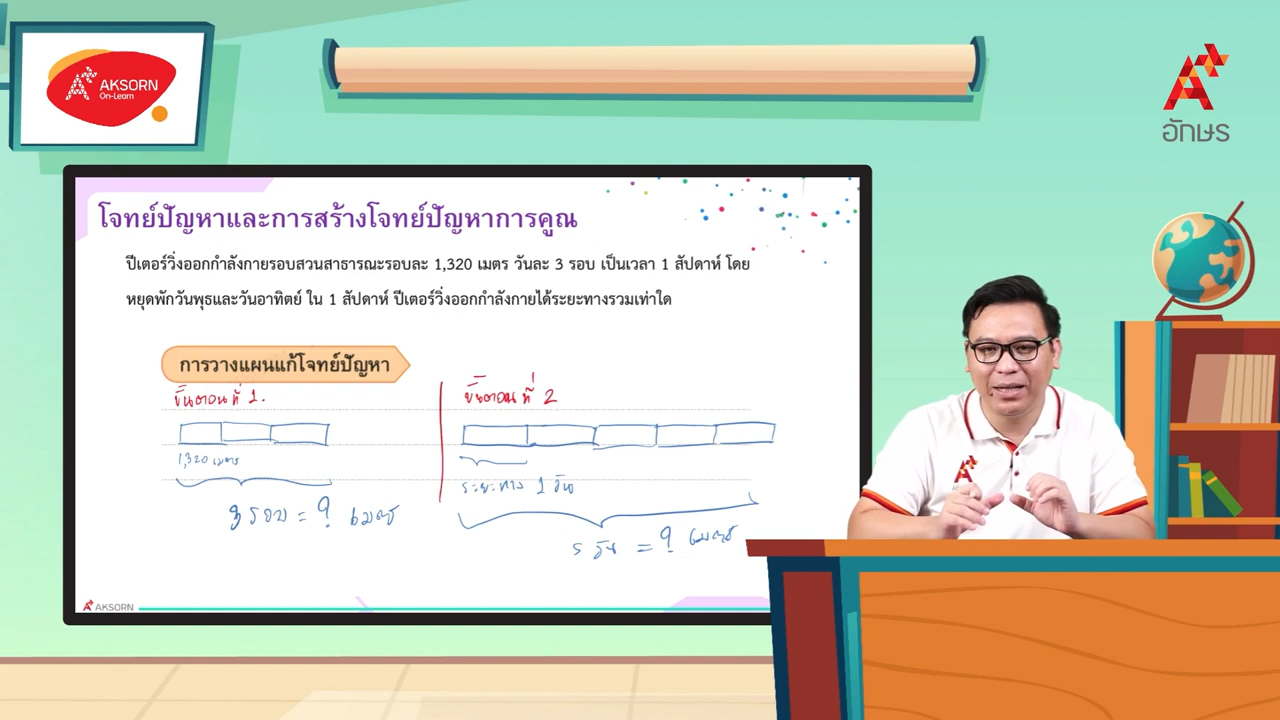 AKSORN
On-Learn
อักษร
โจทย์ปัญหาและการสร้างโจทย์ปัญหาการคูณ
ปีเตอร์วิ่งออกกำลังกายรอบสวนสาธารณะรอบละ 1,320 เมตร วันละ 3 รอบ เป็นเวลา 1 สัปดาห์ โดย
หยุดพักวันพุธและวันอาทิตย์ ใน 1 สัปดาห์ ปีเตอร์วิ่งออกกำลังกายได้ระยะทางรวมเท่าใด
การวางแผนแก้โจทย์ปัญหา
ขั้นตอนที่ 1.
1,320 เมตร
3 รอบ = ? เมตร
ขั้นตอนที่ 2
ระยะทาง 1 วัน
5 วัน = ? เมตร
AKSORN